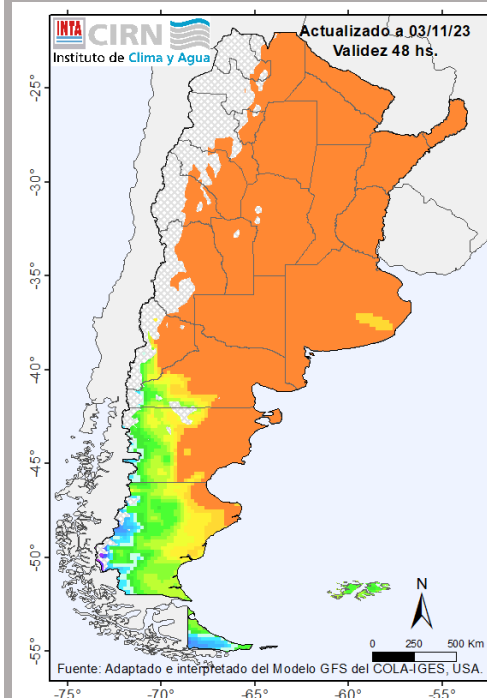 INTA CIRN
Instituto de Clima y Agua
Actualizado a 03/11/23
Validez 48 hs.
-25°
-30°
-35°
-40°
-45°
-50°
-55°
N
0 250 500 Km
Fuente: Adaptado e interpretado del Modelo GFS del COLA-IGES, USA.
-75° -70° -65° -60° -55°